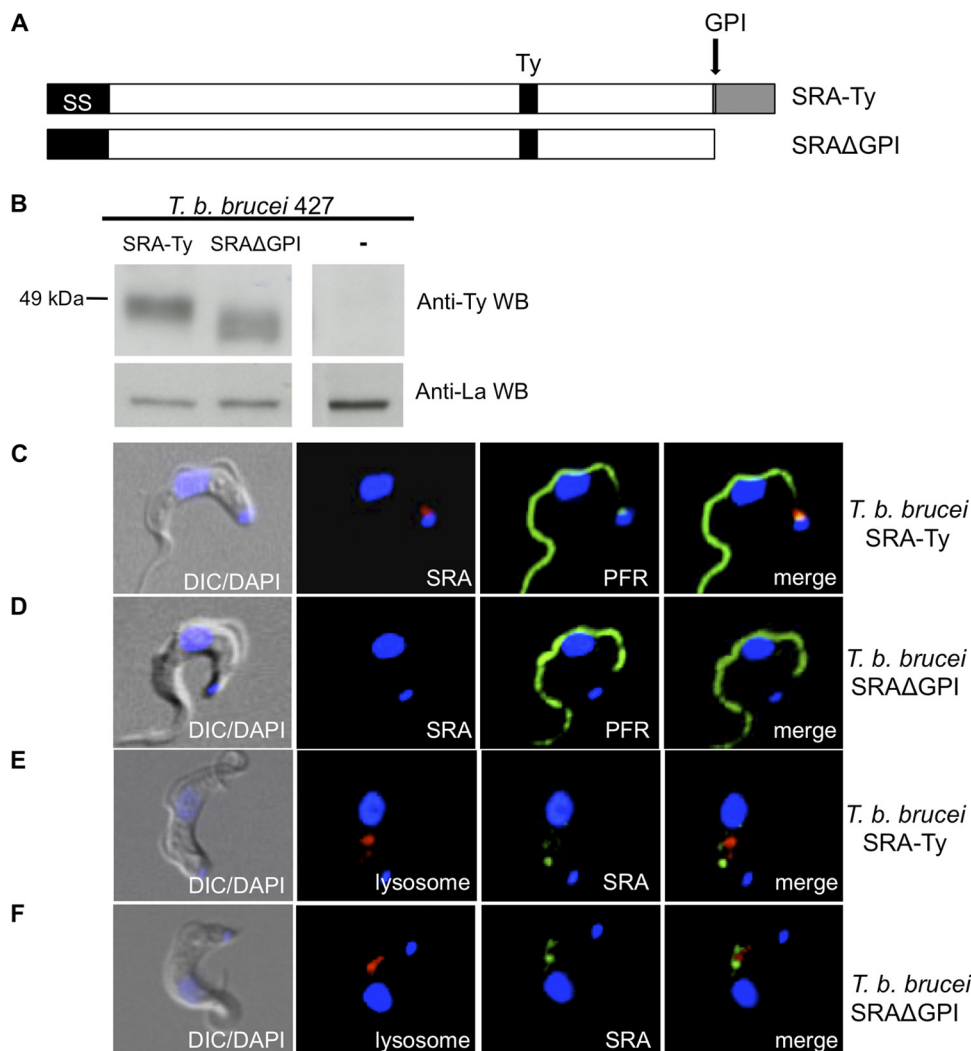 A
GPI
Ty
SS
SRA-Ty
SRAΔGPI
B
T. b. brucei 427
SRA-Ty SRAΔGPI -
49 kDa
Anti-Ty WB
Anti-La WB
C
DIC/DAPI SRA PFR merge
T. b. brucei
SRA-Ty
D
DIC/DAPI SRA PFR merge
T. b. brucei
SRAΔGPI
E
DIC/DAPI lysosome SRA merge
T. b. brucei
SRA-Ty
F
DIC/DAPI lysosome SRA merge
T. b. brucei
SRAΔGPI